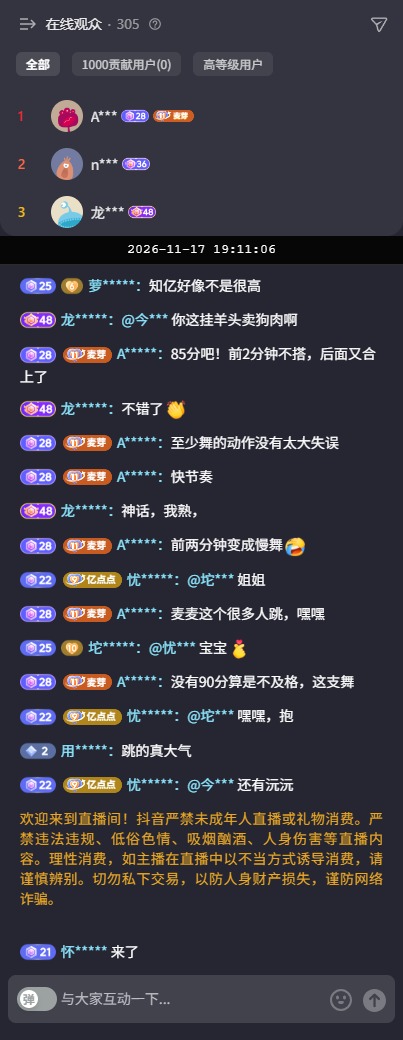 在线观众 · 305
全部 1000贡献用户(0) 高等级用户
1 A*** 28 11 麦芽
2 n*** 36
3 龙*** 48
2026-11-17 19:11:06
25 萝*****：知亿好像不是很高
48 龙*****：@今*** 你这挂羊头卖狗肉啊
28 11 麦芽 A*****：85分吧！前2分钟不搭，后面又合
上了
48 龙*****：不错了👏
28 11 麦芽 A*****：至少舞的动作没有太大失误
28 11 麦芽 A*****：快节奏
48 龙*****：神话，我熟，
28 11 麦芽 A*****：前两分钟变成慢舞🤣
22 亿点点 忧*****：@坨*** 姐姐
28 11 麦芽 A*****：麦麦这个很多人跳，嘿嘿
25 10 坨*****：@忧*** 宝宝
28 11 麦芽 A*****：没有90分算是不及格，这支舞
22 亿点点 忧*****：@坨*** 嘿嘿，抱
2 用*****：跳的真大气
22 亿点点 忧*****：@今*** 还有沅沅
欢迎来到直播间！抖音严禁未成年人直播或礼物消费。严
禁违法违规、低俗色情、吸烟酗酒、人身伤害等直播内
容。理性消费，如主播在直播中以不当方式诱导消费，请
谨慎辨别。切勿私下交易，以防人身财产损失，谨防网络
诈骗。
21 怀***** 来了
弹 与大家互动一下...